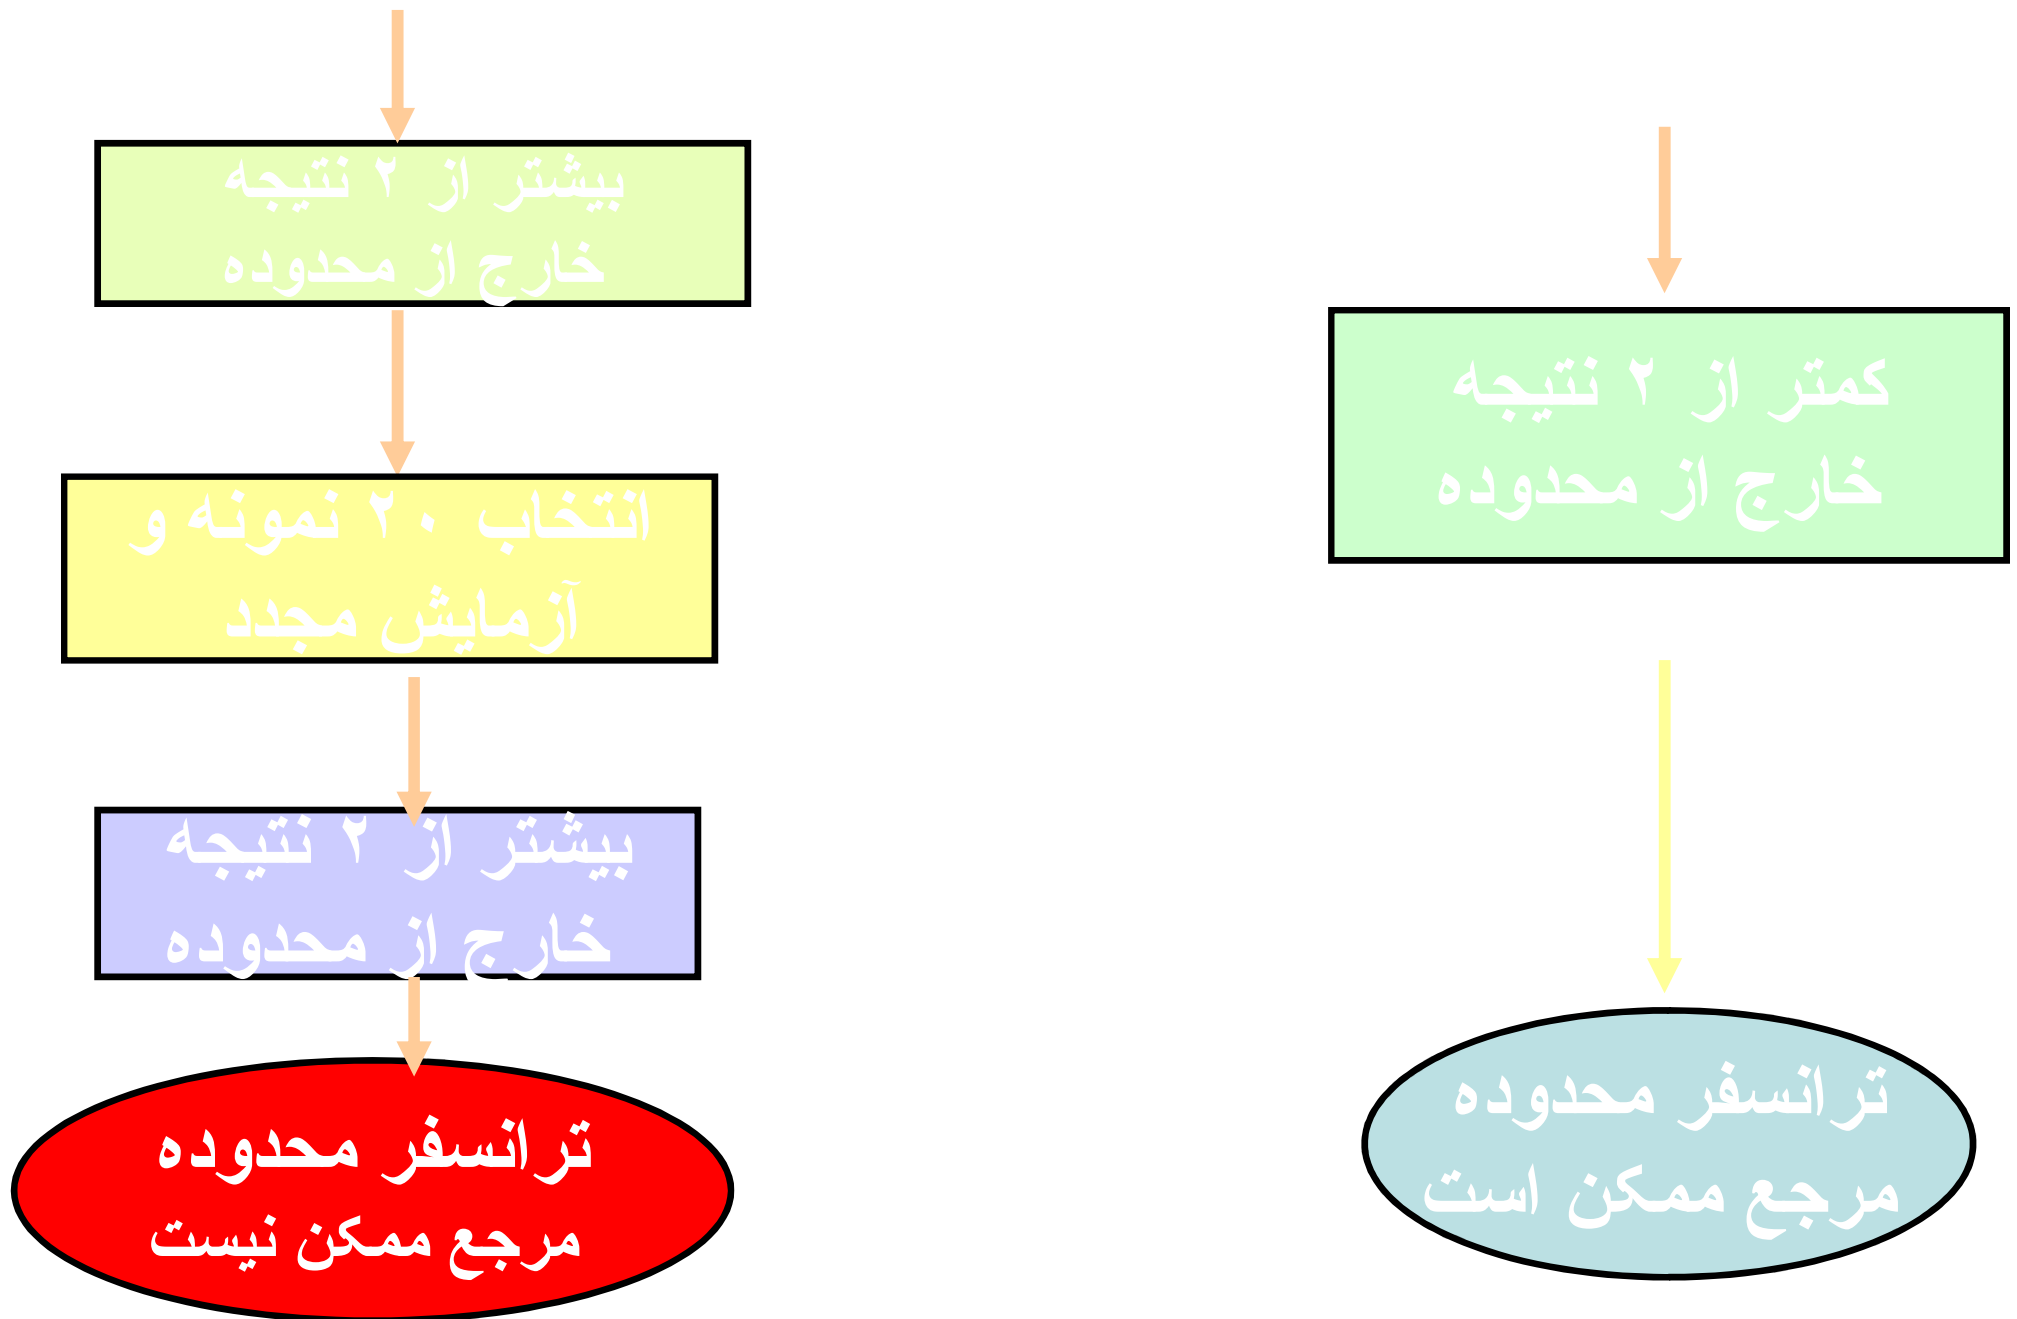 بیشتر از ۲ نتیجه
خارج از محدوده
انتخاب ۲۰ نمونه و
آزمایش مجدد
بیشتر از ۲ نتیجه
خارج از محدوده
ترانسفر محدوده
مرجع ممکن نیست
کمتر از ۲ نتیجه
خارج از محدوده
ترانسفر محدوده
مرجع ممکن است